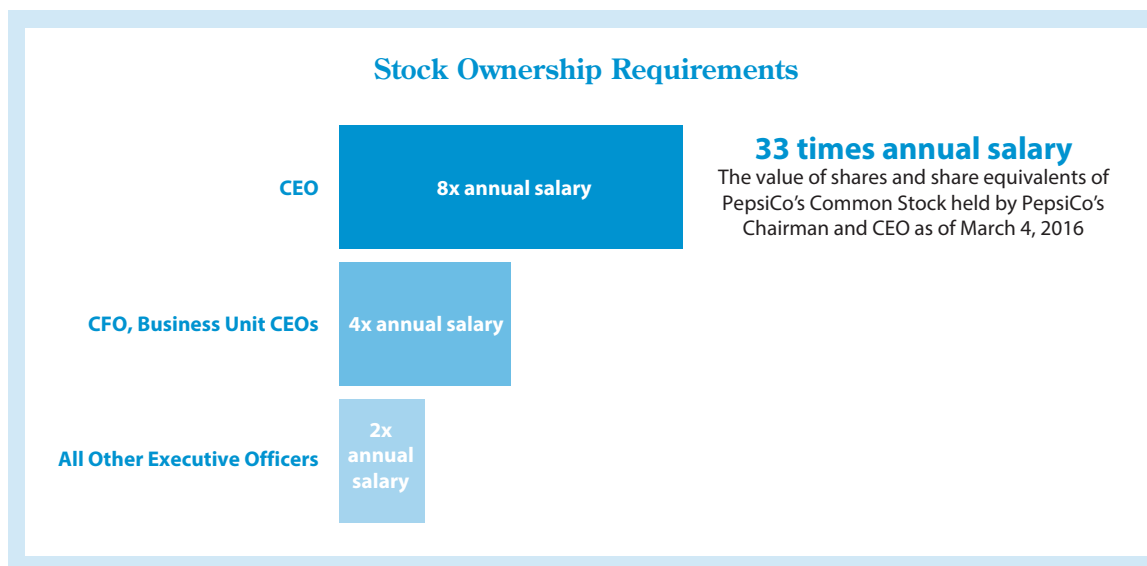 Stock Ownership Requirements
CEO
8x annual salary
33 times annual salary
The value of shares and share equivalents of
PepsiCo’s Common Stock held by PepsiCo’s
Chairman and CEO as of March 4, 2016
CFO, Business Unit CEOs
4x annual salary
All Other Executive Officers
2x
annual
salary